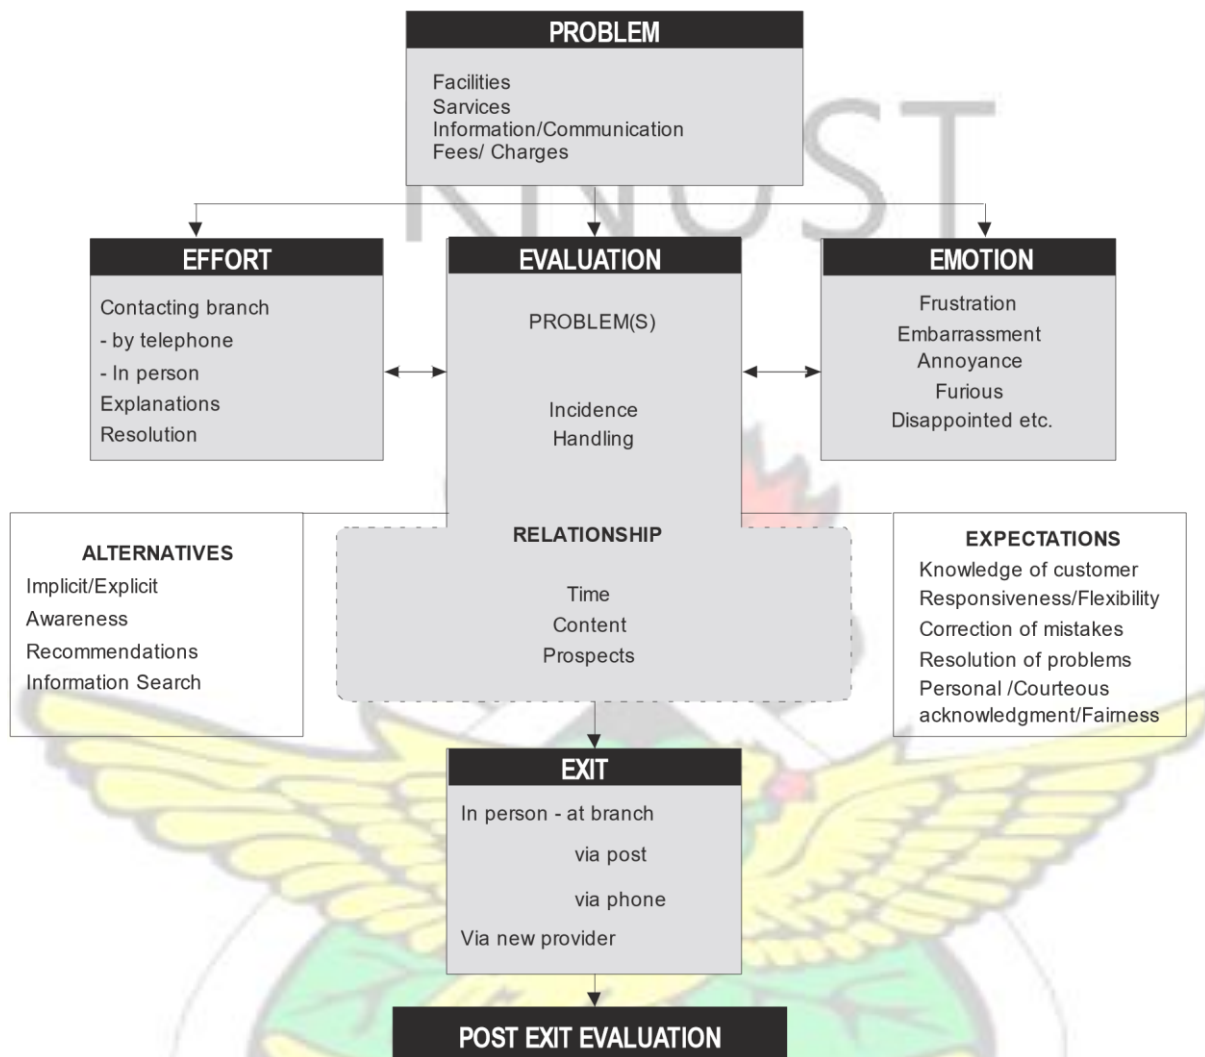 PROBLEM
Facilities
Sarvices
Information/Communication
Fees/ Charges
KNUST
EFFORT
Contacting branch
- by telephone
- In person
Explanations
Resolution
EVALUATION
PROBLEM(S)
Incidence
Handling
EMOTION
Frustration
Embarrassment
Annoyance
Furious
Disappointed etc.
ALTERNATIVES
Implicit/Explicit
Awareness
Recommendations
Information Search
RELATIONSHIP
Time
Content
Prospects
EXPECTATIONS
Knowledge of customer
Responsiveness/Flexibility
Correction of mistakes
Resolution of problems
Personal /Courteous
acknowledgment/Fairness
EXIT
In person - at branch
via post
via phone
Via new provider
POST EXIT EVALUATION